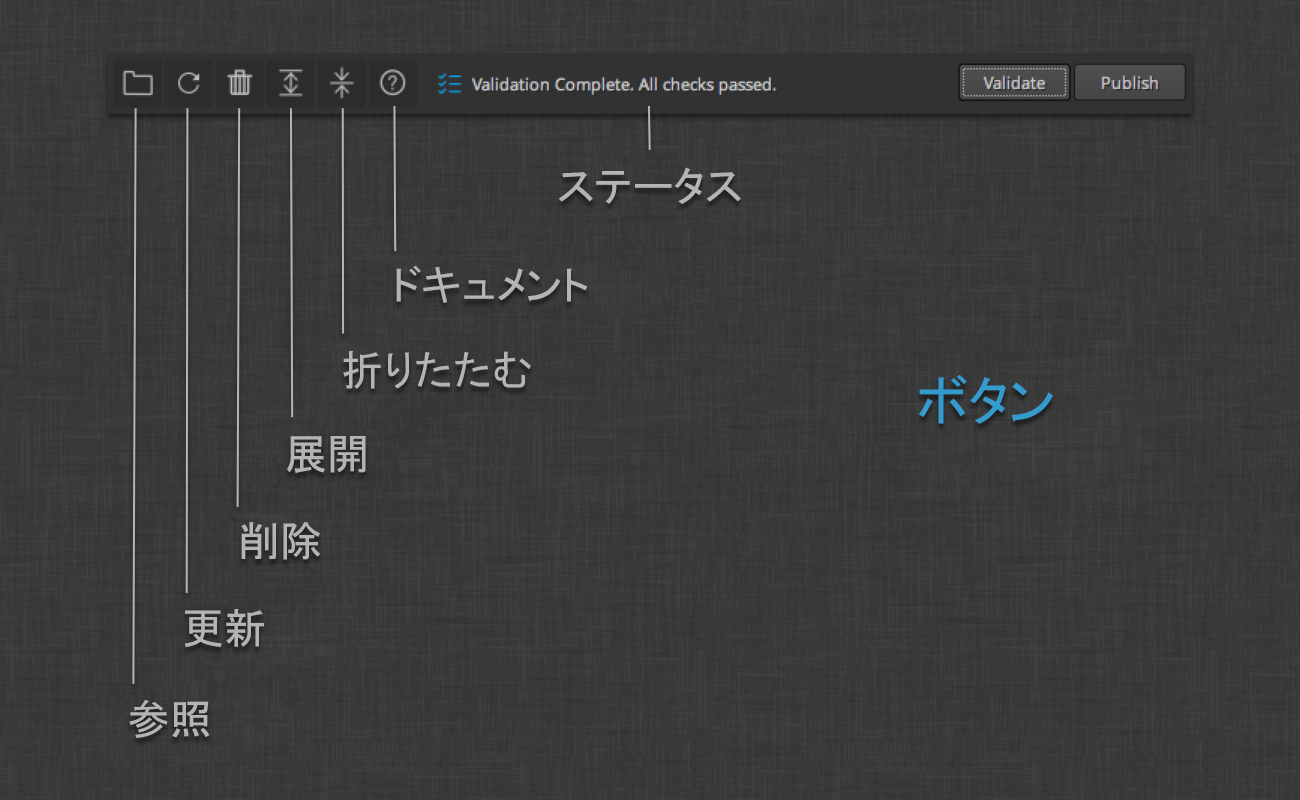 Validation Complete. All checks passed.
Validate
Publish
ステータス
ドキュメント
折りたたむ
ボタン
展開
削除
更新
参照